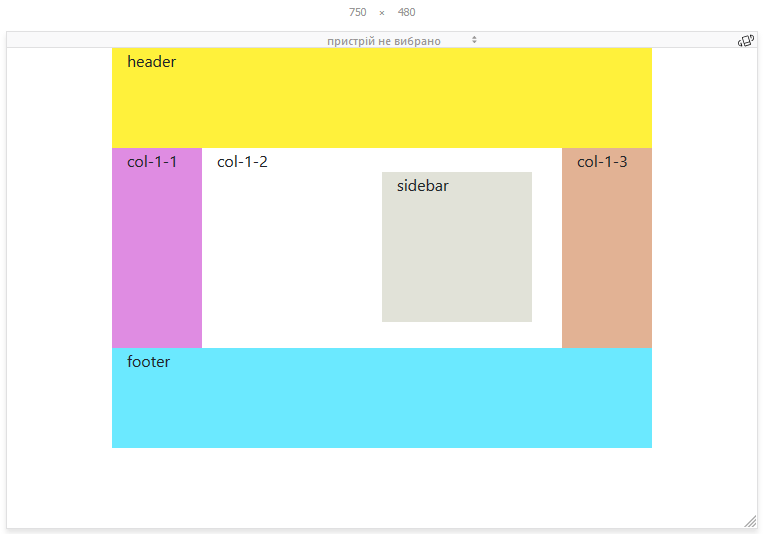 750 × 480
пристрій не вибрано
header
col-1-1
col-1-2
col-1-3
sidebar
footer